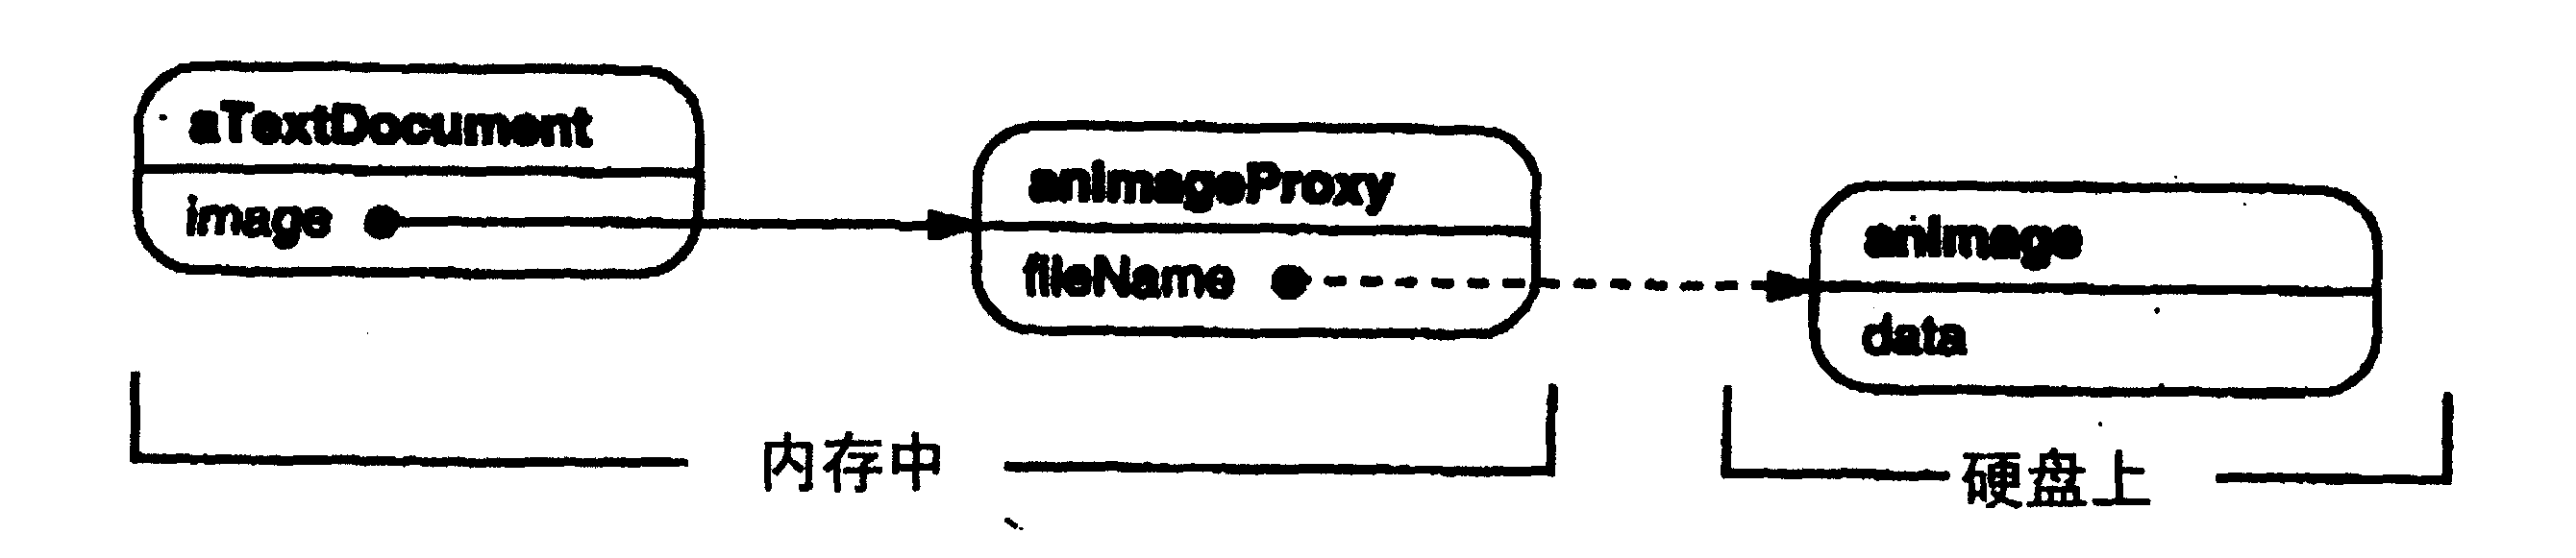 aTextDocument
image
anImageProxy
fileName
anImage
data
内存中
硬盘上